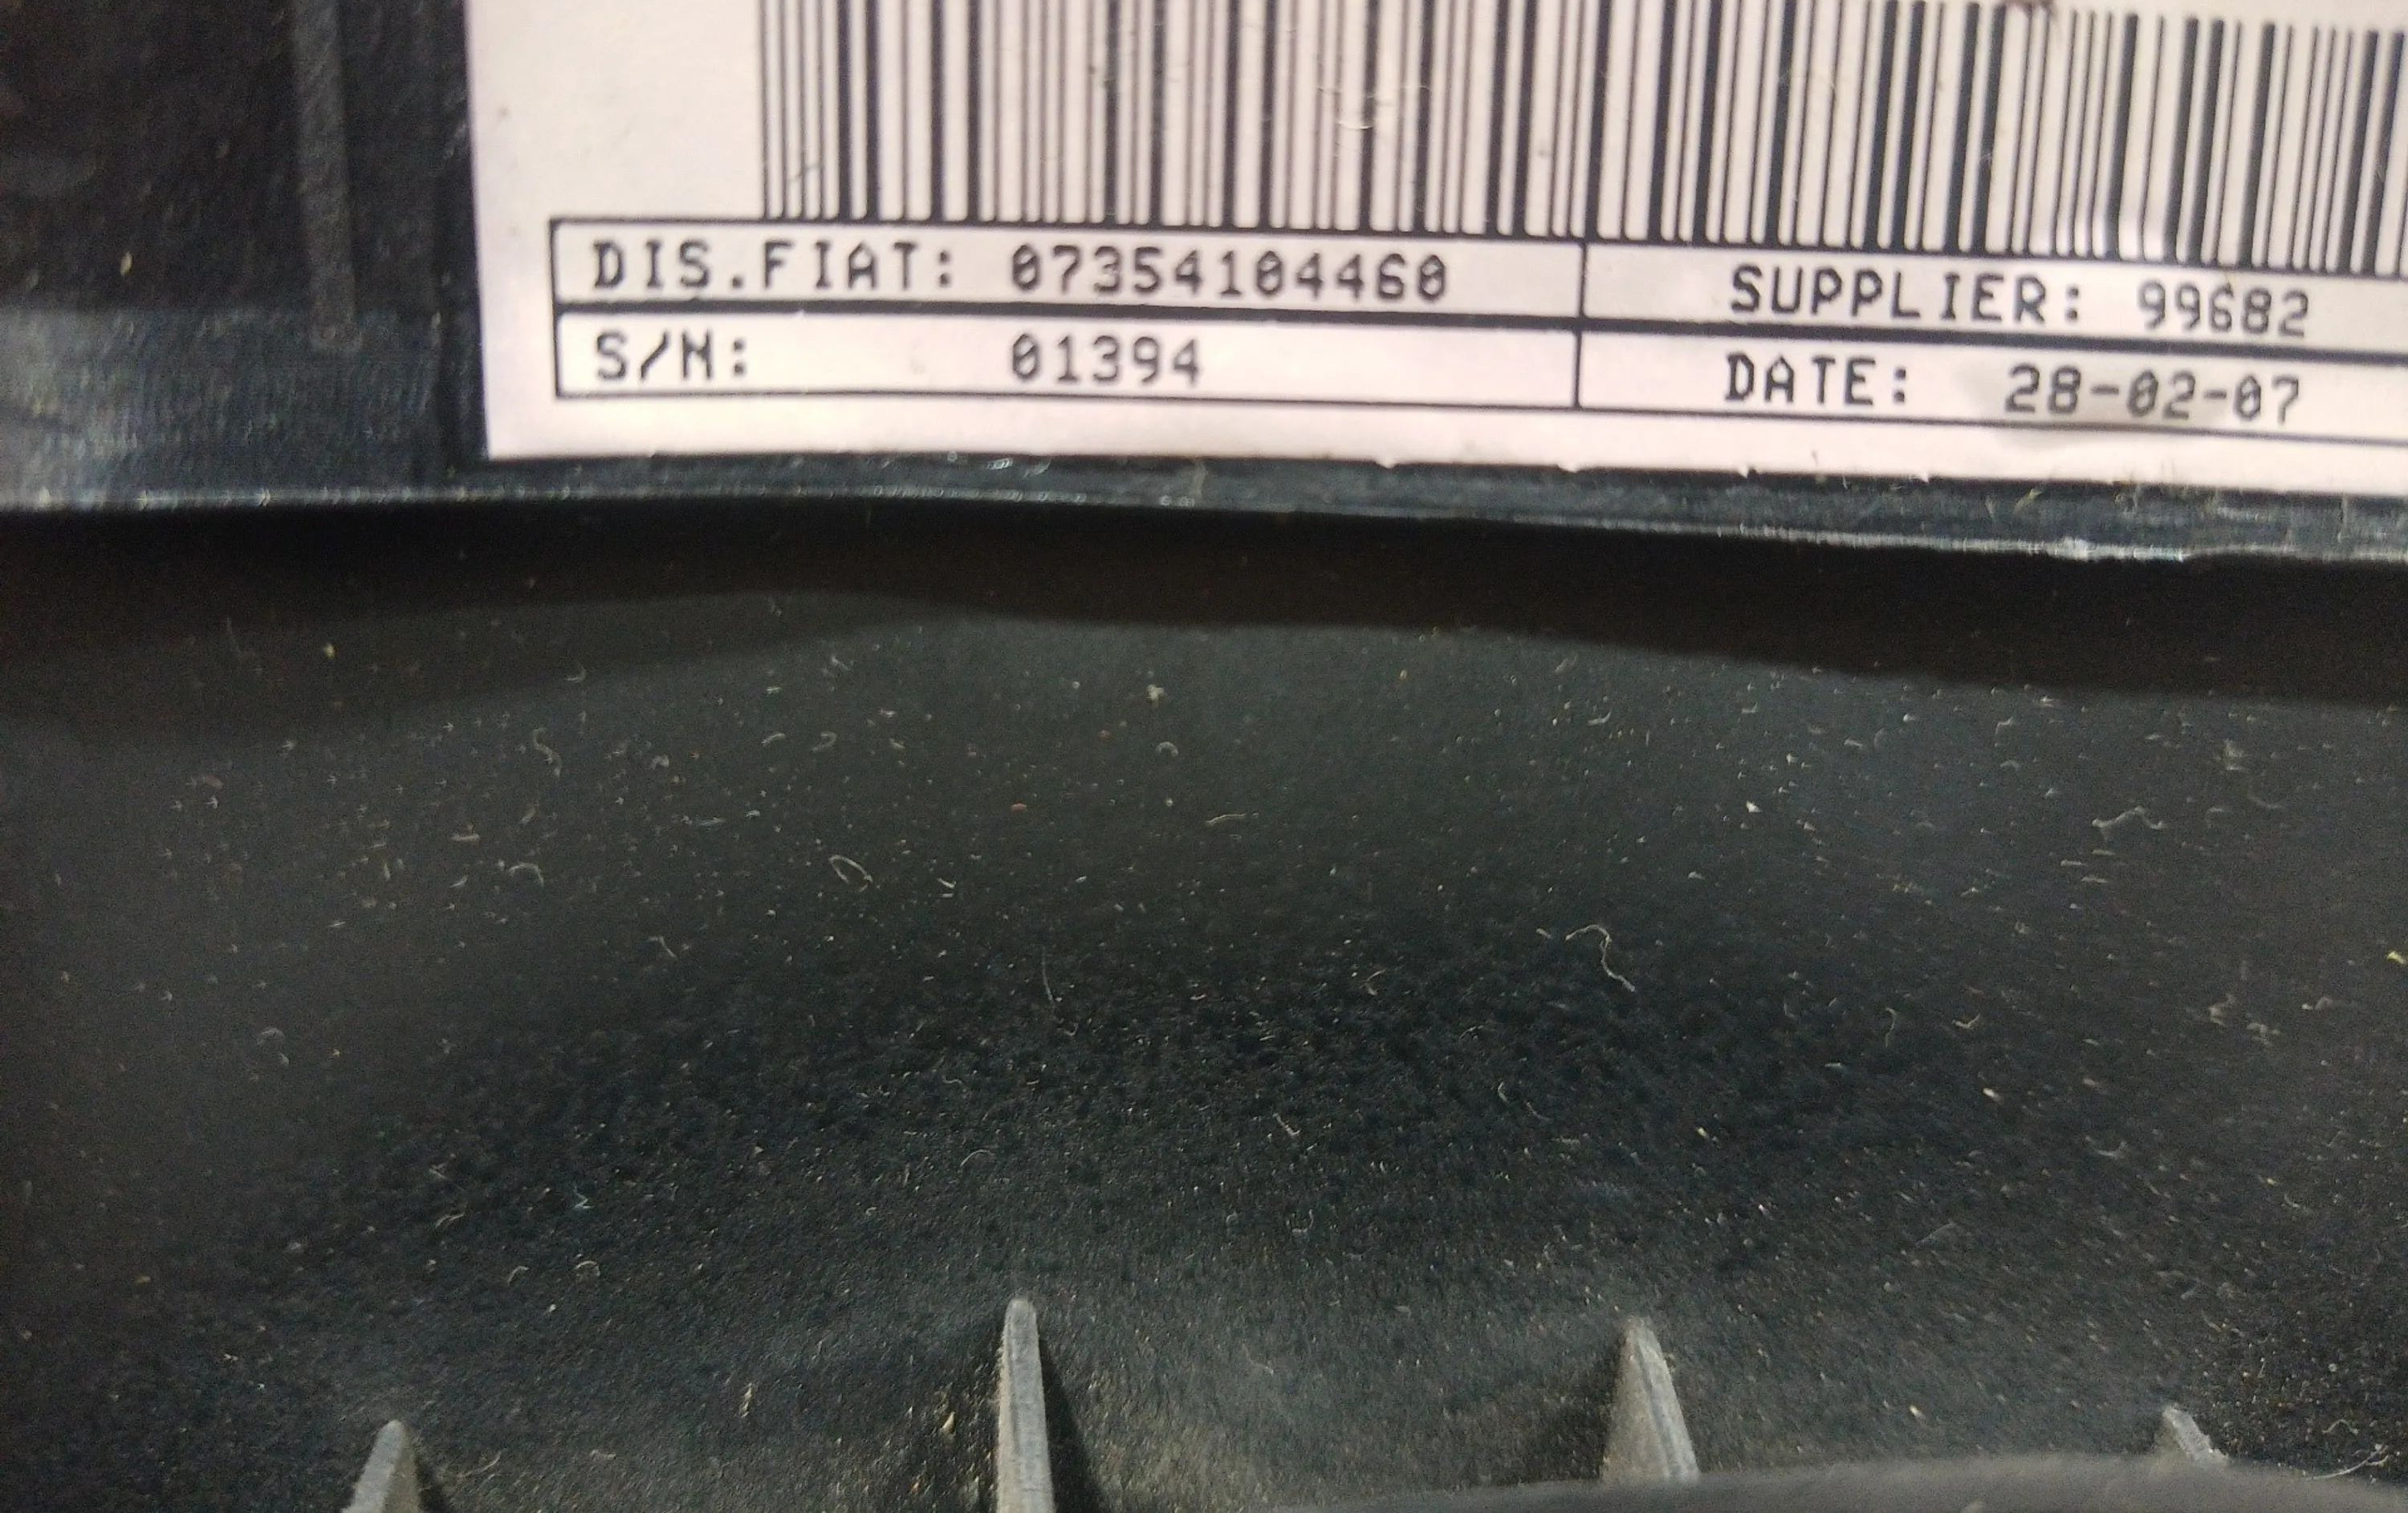 DIS.FIAT: 07354104460 SUPPLIER: 99682
S/N: 01394 DATE: 28-02-07